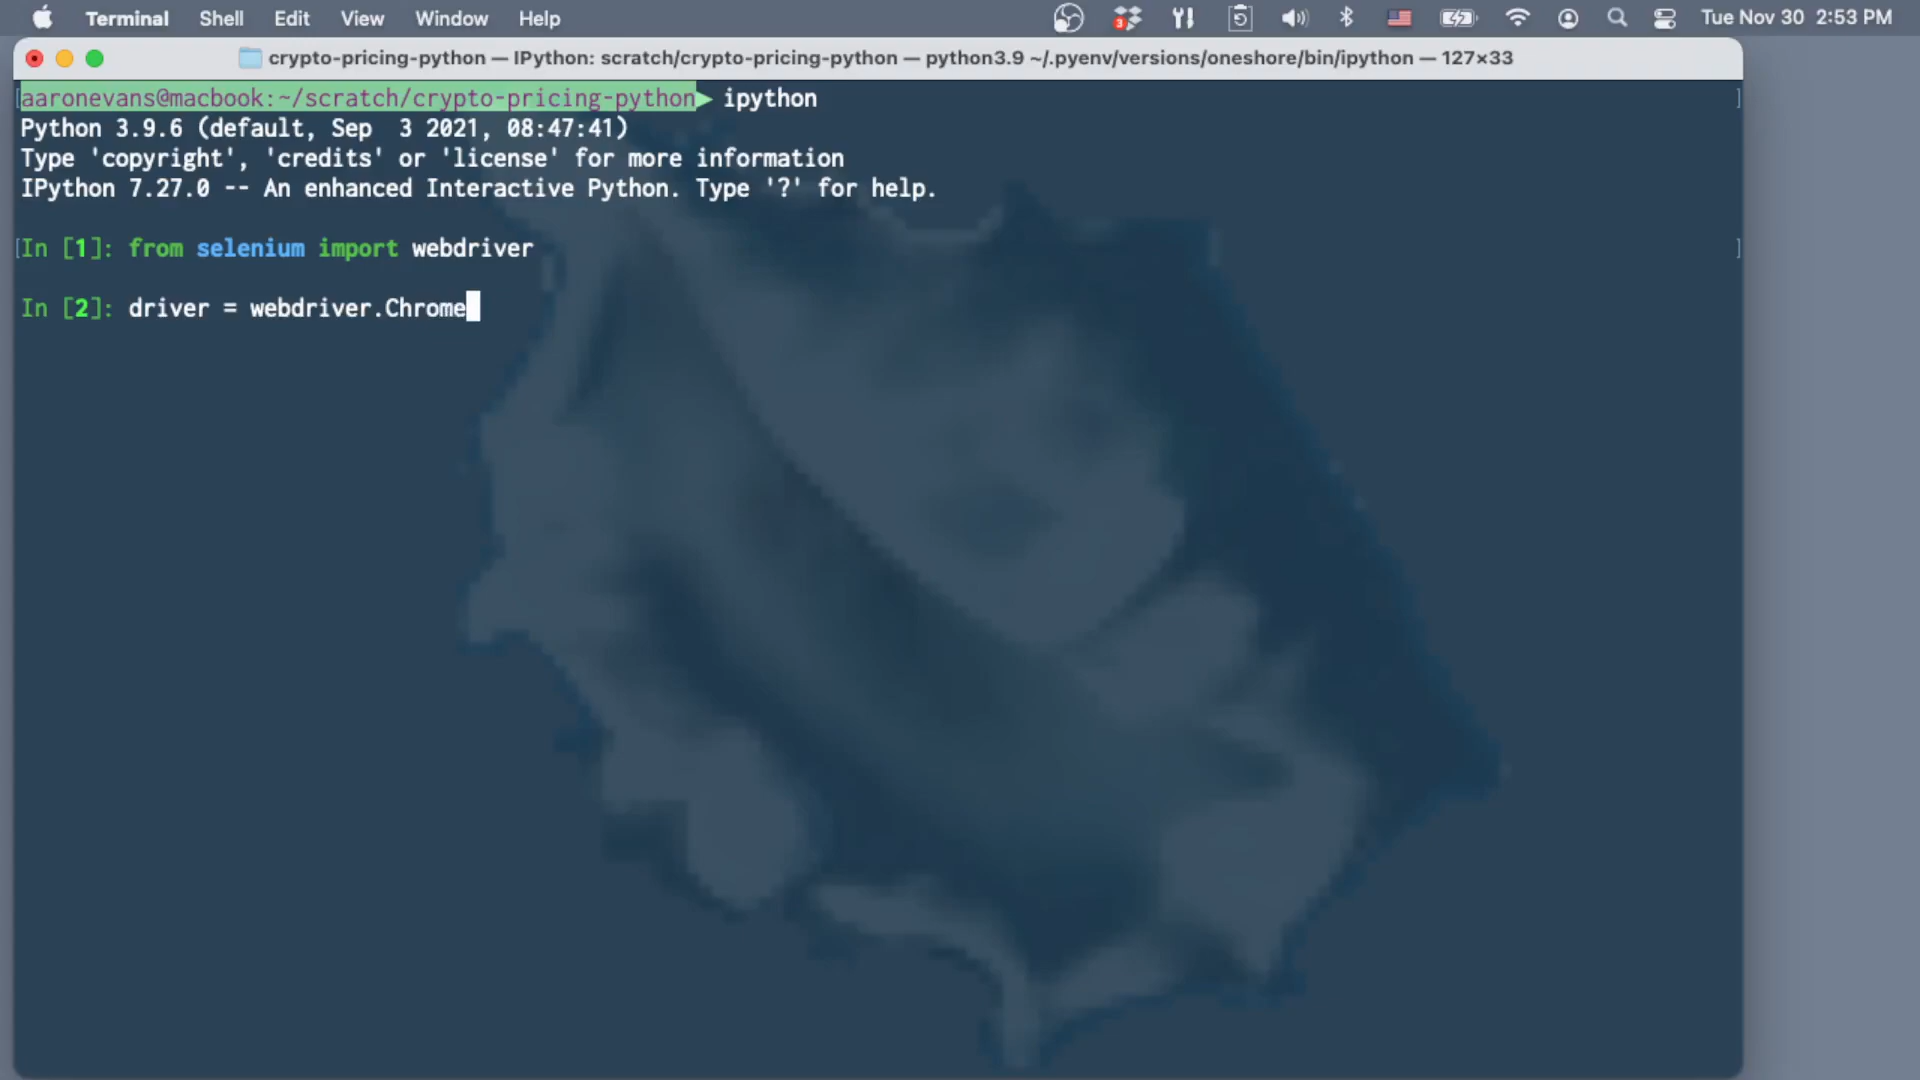 Terminal Shell Edit View Window Help 3 Tue Nov 30 2:53 PM
crypto-pricing-python — IPython: scratch/crypto-pricing-python — python3.9 ~/.pyenv/versions/oneshore/bin/ipython — 127×33
[aaronevans@macbook:~/scratch/crypto-pricing-python ipython ]
Python 3.9.6 (default, Sep  3 2021, 08:47:41)
Type 'copyright', 'credits' or 'license' for more information
IPython 7.27.0 -- An enhanced Interactive Python. Type '?' for help.
[In [1]: from selenium import webdriver ]
In [2]: driver = webdriver.Chrome